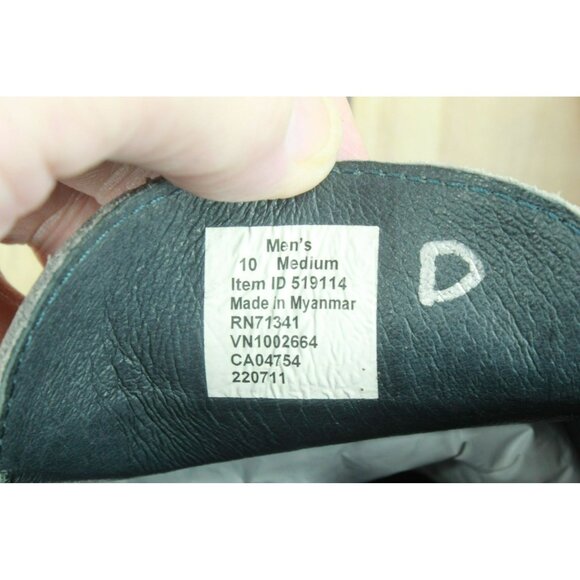 Men's
10 Medium
Item ID 519114
Made in Myanmar
RN71341
VN1002664
CA04754
220711
D